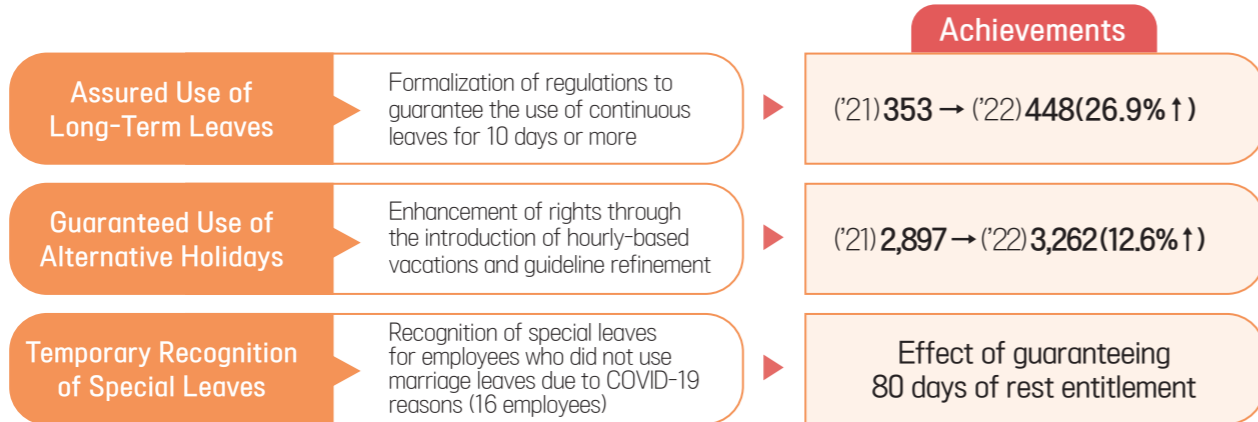 Achievements
Assured Use of
Long-Term Leaves
Formalization of regulations to
guarantee the use of continuous
leaves for 10 days or more
('21) 353 → ('22) 448(26.9%↑)
Guaranteed Use of
Alternative Holidays
Enhancement of rights through
the introduction of hourly-based
vacations and guideline refinement
('21) 2,897 → ('22) 3,262(12.6%↑)
Temporary Recognition
of Special Leaves
Recognition of special leaves
for employees who did not use
marriage leaves due to COVID-19
reasons (16 employees)
Effect of guaranteeing
80 days of rest entitlement